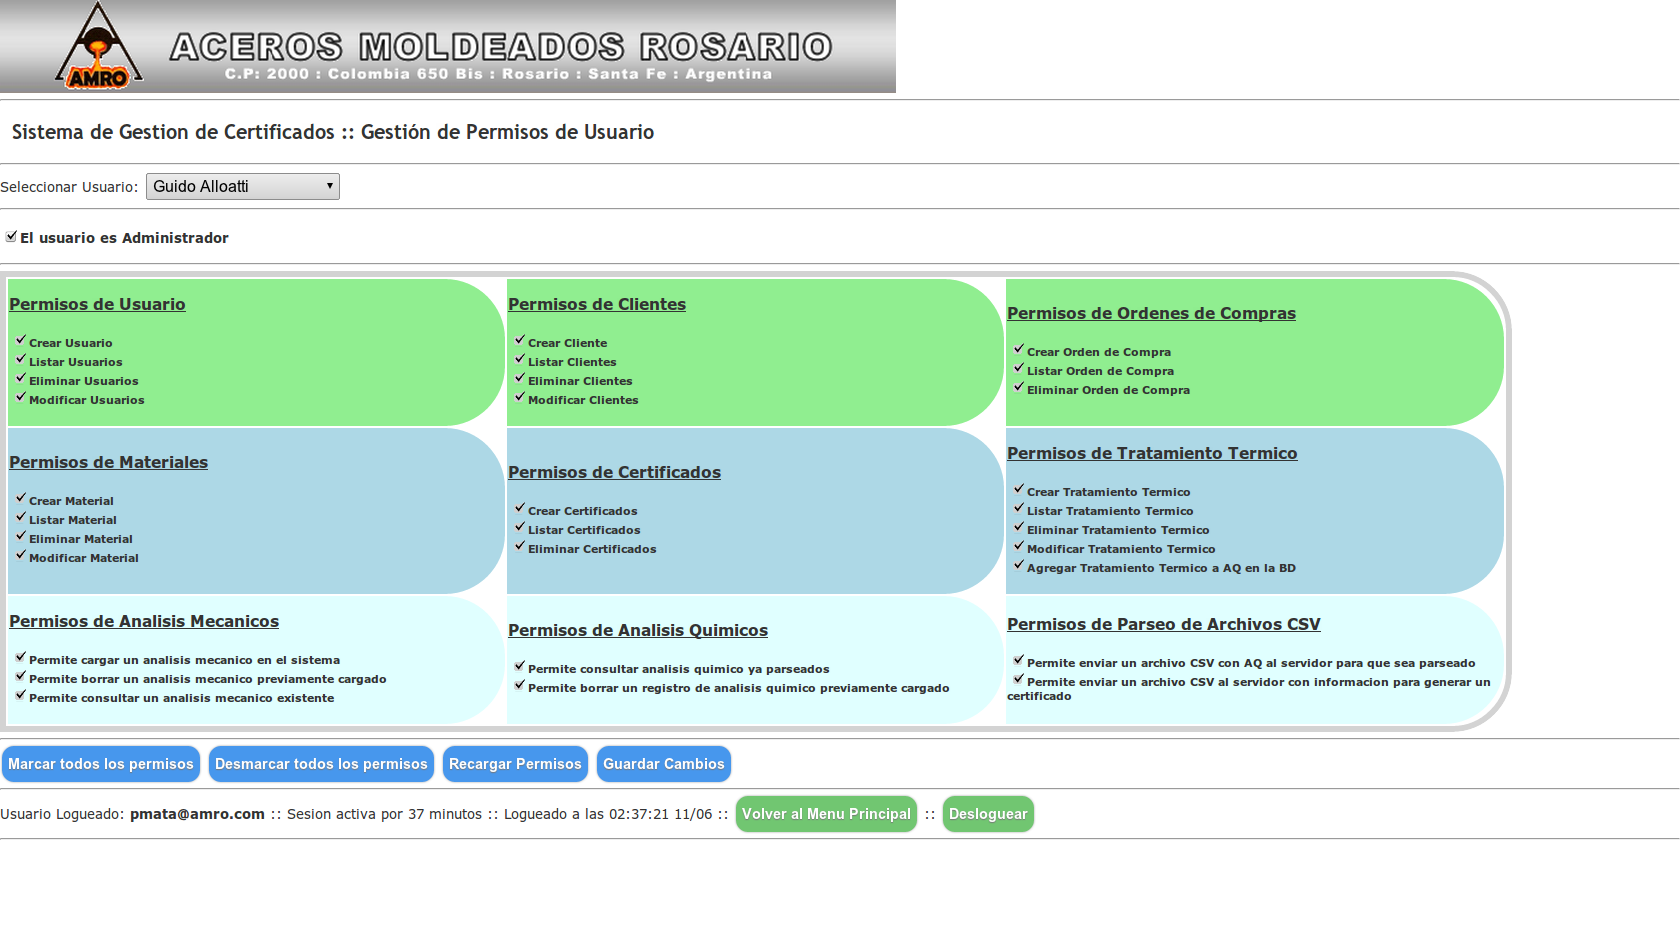 AMRO
ACEROS MOLDEADOS ROSARIO
C.P: 2000 : Colombia 650 Bis : Rosario : Santa Fe : Argentina
Sistema de Gestion de Certificados :: Gestión de Permisos de Usuario
Seleccionar Usuario: Guido Alloatti
El usuario es Administrador
Permisos de Usuario
Crear Usuario
Listar Usuarios
Eliminar Usuarios
Modificar Usuarios
Permisos de Clientes
Crear Cliente
Listar Clientes
Eliminar Clientes
Modificar Clientes
Permisos de Ordenes de Compras
Crear Orden de Compra
Listar Orden de Compra
Eliminar Orden de Compra
Permisos de Materiales
Crear Material
Listar Material
Eliminar Material
Modificar Material
Permisos de Certificados
Crear Certificados
Listar Certificados
Eliminar Certificados
Permisos de Tratamiento Termico
Crear Tratamiento Termico
Listar Tratamiento Termico
Eliminar Tratamiento Termico
Modificar Tratamiento Termico
Agregar Tratamiento Termico a AQ en la BD
Permisos de Analisis Mecanicos
Permite cargar un analisis mecanico en el sistema
Permite borrar un analisis mecanico previamente cargado
Permite consultar un analisis mecanico existente
Permisos de Analisis Quimicos
Permite consultar analisis quimico ya parseados
Permite borrar un registro de analisis quimico previamente cargado
Permisos de Parseo de Archivos CSV
Permite enviar un archivo CSV con AQ al servidor para que sea parseado
Permite enviar un archivo CSV al servidor con informacion para generar un
certificado
Marcar todos los permisos Desmarcar todos los permisos Recargar Permisos Guardar Cambios
Usuario Logueado: pmata@amro.com :: Sesion activa por 37 minutos :: Logueado a las 02:37:21 11/06 :: Volver al Menu Principal :: Desloguear